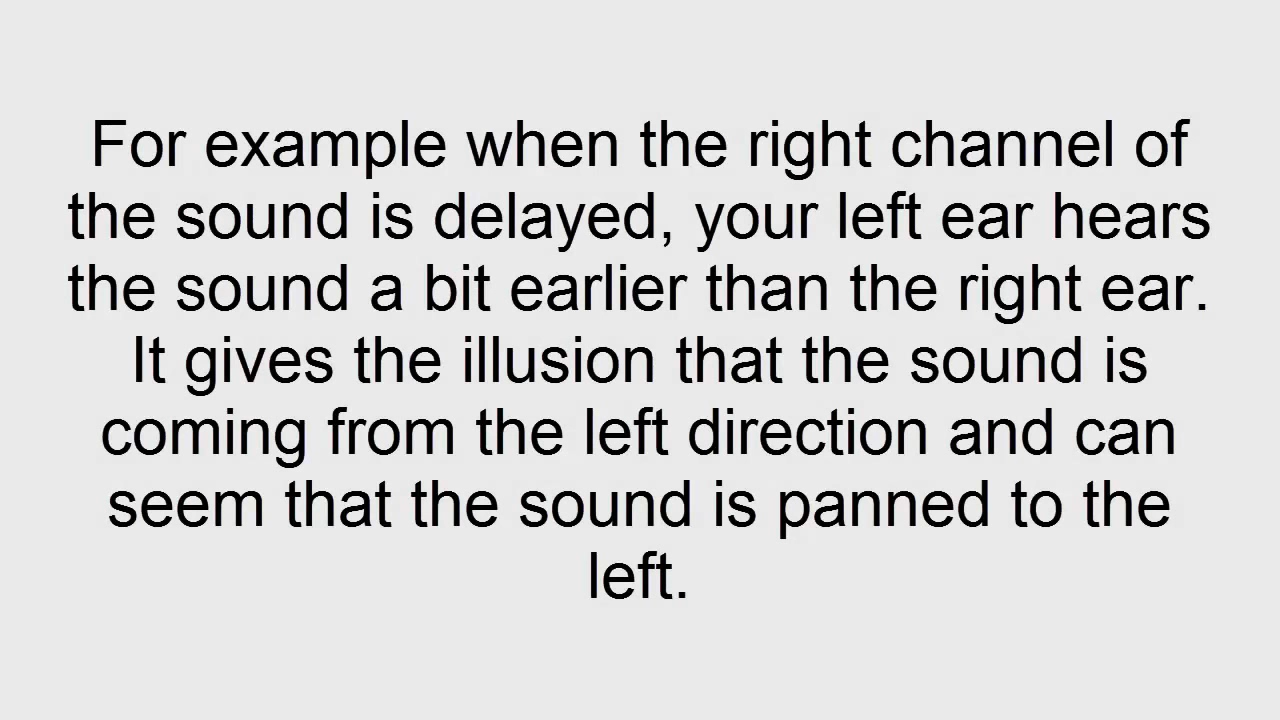 For example when the right channel of
the sound is delayed, your left ear hears
the sound a bit earlier than the right ear.
It gives the illusion that the sound is
coming from the left direction and can
seem that the sound is panned to the
left.